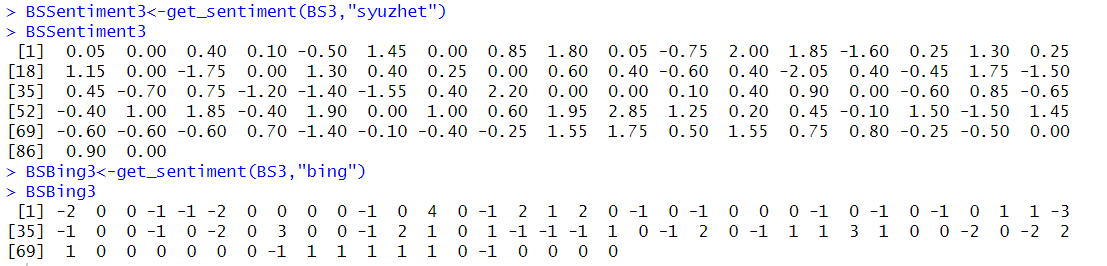 > BSSentiment3<-get_sentiment(BS3,"syuzhet")
> BSSentiment3
[1] 0.05 0.00 0.40 0.10 -0.50 1.45 0.00 0.85 1.80 0.05 -0.75 2.00 1.85 -1.60 0.25 1.30 0.25
[18] 1.15 0.00 -1.75 0.00 1.30 0.40 0.25 0.00 0.60 0.40 -0.60 0.40 -2.05 0.40 -0.45 1.75 -1.50
[35] 0.45 -0.70 0.75 -1.20 -1.40 -1.55 0.40 2.20 0.00 0.00 0.10 0.40 0.90 0.00 -0.60 0.85 -0.65
[52] -0.40 1.00 1.85 -0.40 1.90 0.00 1.00 0.60 1.95 2.85 1.25 0.20 0.45 -0.10 1.50 -1.50 1.45
[69] -0.60 -0.60 -0.60 0.70 -1.40 -0.10 -0.40 -0.25 1.55 1.75 0.50 1.55 0.75 0.80 -0.25 -0.50 0.00
[86] 0.90 0.00
> BSBing3<-get_sentiment(BS3,"bing")
> BSBing3
[1] -2 0 0 -1 -1 -2 0 0 0 0 -1 0 4 0 -1 2 1 2 0 -1 0 -1 0 0 0 -1 0 -1 0 -1 0 1 1 -3
[35] -1 0 0 -1 0 -2 0 3 0 0 -1 2 1 0 1 -1 -1 -1 1 0 -1 2 0 -1 1 1 3 1 0 0 -2 0 -2 2
[69] 1 0 0 0 0 0 0 -1 1 1 1 1 1 0 -1 0 0 0 0